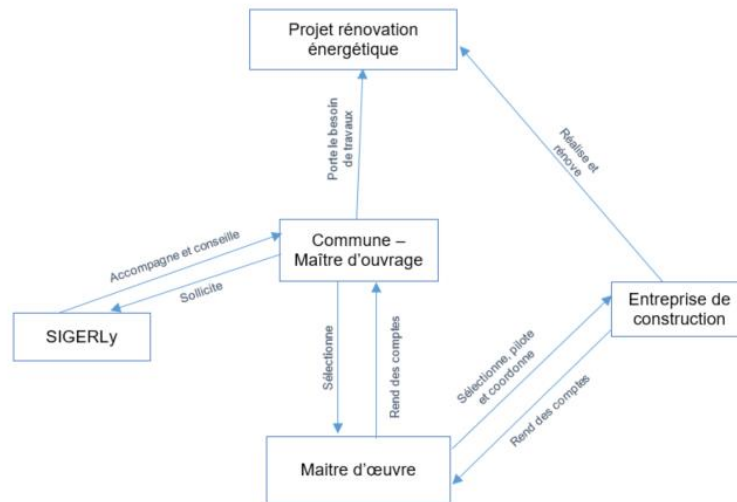 Projet rénovation
énergétique
Porte le besoin
de travaux
Réalise et
rénove
Commune –
Maître d'ouvrage
Accompagne et conseille
Sollicite
SIGERLy
Entreprise de
construction
Sélectionne
Rend des comptes
Sélectionne, pilote
et coordonne
Rend des comptes
Maitre d'œuvre